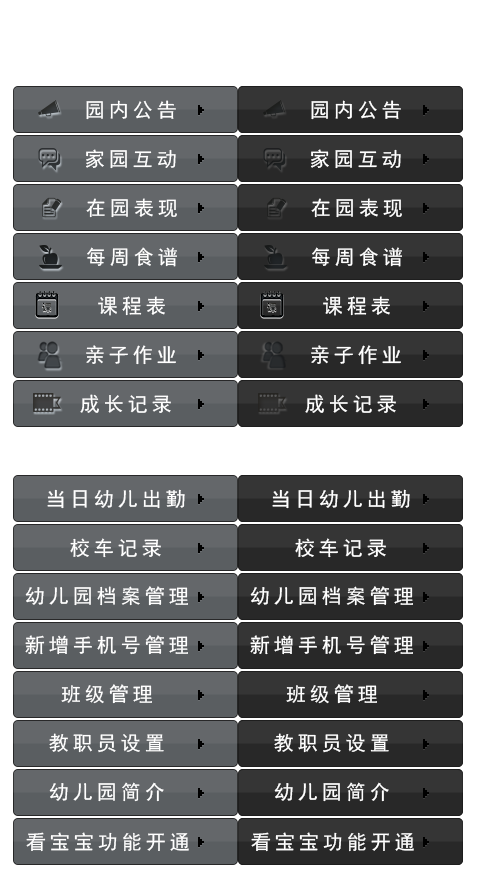 园内公告 园内公告
家园互动 家园互动
在园表现 在园表现
每周食谱 每周食谱
课程表 课程表
亲子作业 亲子作业
成长记录 成长记录
当日幼儿出勤 当日幼儿出勤
校车记录 校车记录
幼儿园档案管理 幼儿园档案管理
新增手机号管理 新增手机号管理
班级管理 班级管理
教职员设置 教职员设置
幼儿园简介 幼儿园简介
看宝宝功能开通 看宝宝功能开通